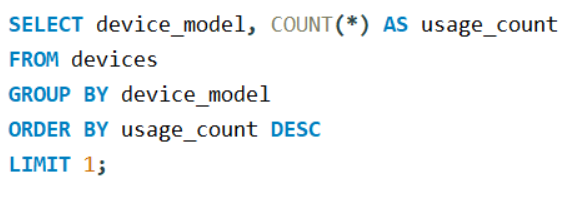 SELECT device_model, COUNT(*) AS usage_count
FROM devices
GROUP BY device_model
ORDER BY usage_count DESC
LIMIT 1;